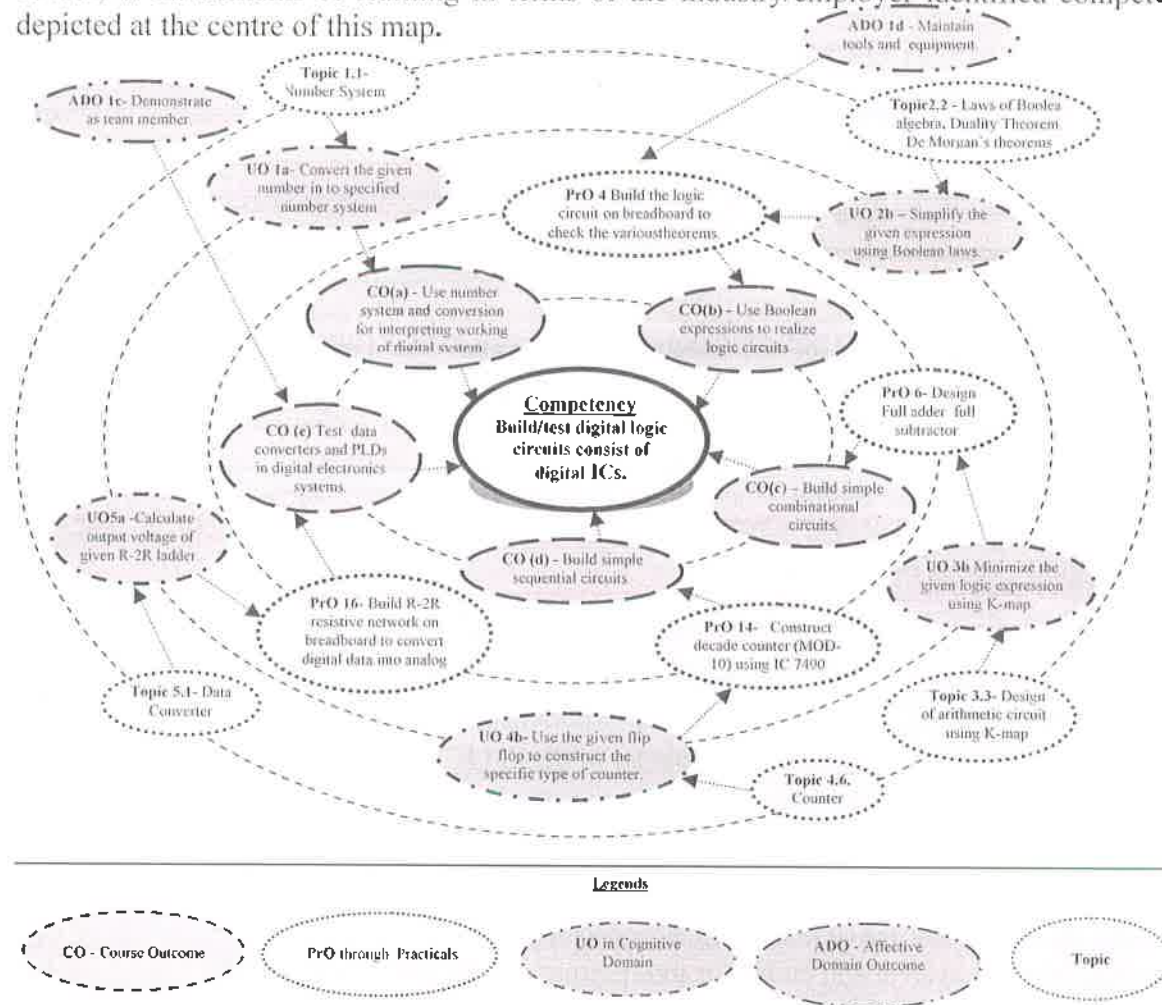 depicted at the centre of this map.
ADO 1d - Maintain
tools and equipment.
Topic 1.1-
Number System
ADO 1c- Demonstrate
as team member.
Topic2.2 - Laws of Boolea
algebra, Duality Theorem
De Morgan's theorems
UO 1a- Convert the given
number in to specified
number system
PrO 4 Build the logic
circuit on breadboard to
check the varioustheorems.
UO 2b – Simplify the
given expression
using Boolean laws.
CO(a) - Use number
system and conversion
for interpreting working
of digital system
CO(b) - Use Boolean
expressions to realize
logic circuits
Competency
Build/test digital logic
circuits consist of
digital ICs.
PrO 6- Design
Full adder full
subtractor
CO (e) Test data
converters and PLDs
in digital electronics
systems.
CO(c) – Build simple
combinational
circuits.
UO5a -Calculate
output voltage of
given R-2R ladder
CO (d) - Build simple
sequential circuits
UO 3b Minimize the
given logic expression
using K-map
PrO 16- Build R-2R
resistive network on
breadboard to convert
digital data into analog
PrO 14- Construct
decade counter (MOD-
10) using IC 7490
Topic 5.1- Data
Converter
Topic 3.3- Design
of arithmetic circuit
using K-map
UO 4b- Use the given flip
flop to construct the
specific type of counter.
Topic 4.6.
Counter
Legends
CO - Course Outcome
PrO through Practicals
UO in Cognitive
Domain
ADO - Affective
Domain Outcome
Topic